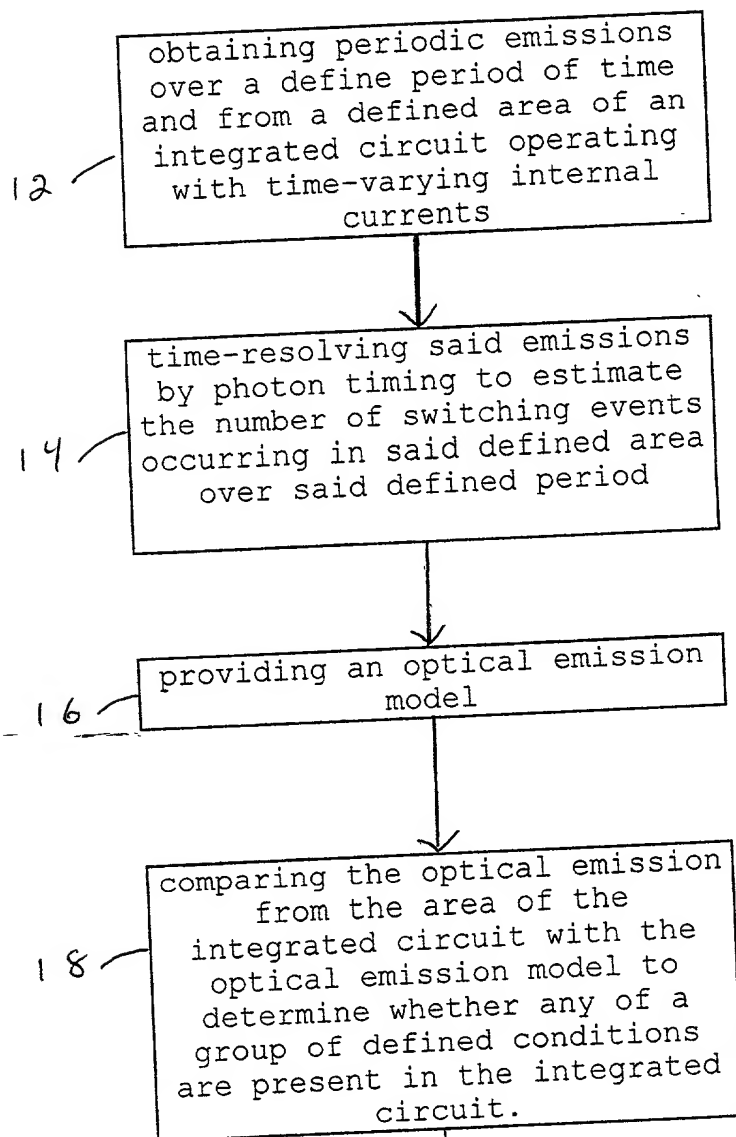 obtaining periodic emissions
over a define period of time
and from a defined area of an
integrated circuit operating
with time-varying internal
currents
12
time-resolving said emissions
by photon timing to estimate
the number of switching events
occurring in said defined area
over said defined period
14
providing an optical emission
model
16
comparing the optical emission
from the area of the
integrated circuit with the
optical emission model to
determine whether any of a
group of defined conditions
are present in the integrated
circuit.
18